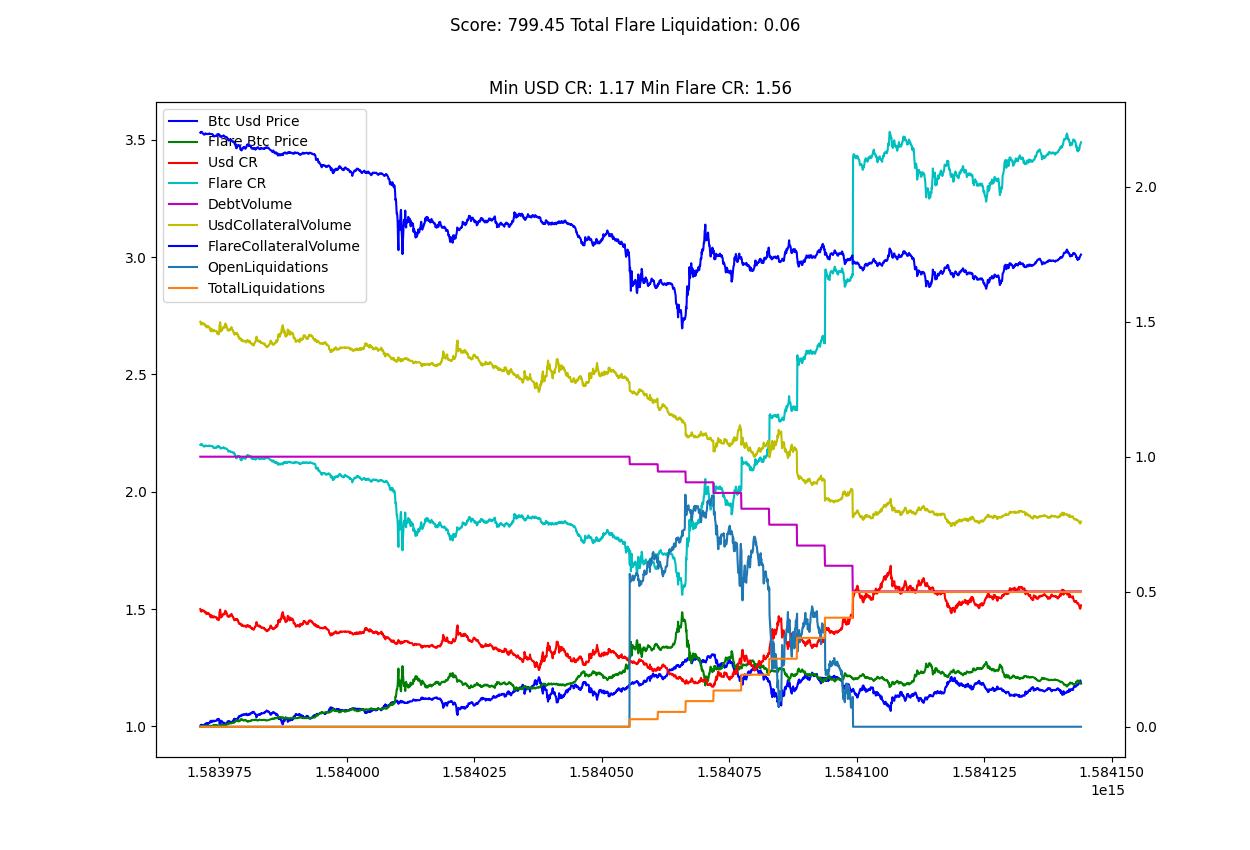 Score: 799.45 Total Flare Liquidation: 0.06
Min USD CR: 1.17 Min Flare CR: 1.56
Btc Usd Price
Flare Btc Price
Usd CR
Flare CR
DebtVolume
UsdCollateralVolume
FlareCollateralVolume
OpenLiquidations
TotalLiquidations
3.5
3.0
2.5
2.0
1.5
1.0
2.0
1.5
1.0
0.5
0.0
1.583975 1.584000 1.584025 1.584050 1.584075 1.584100 1.584125 1.584150
1e15